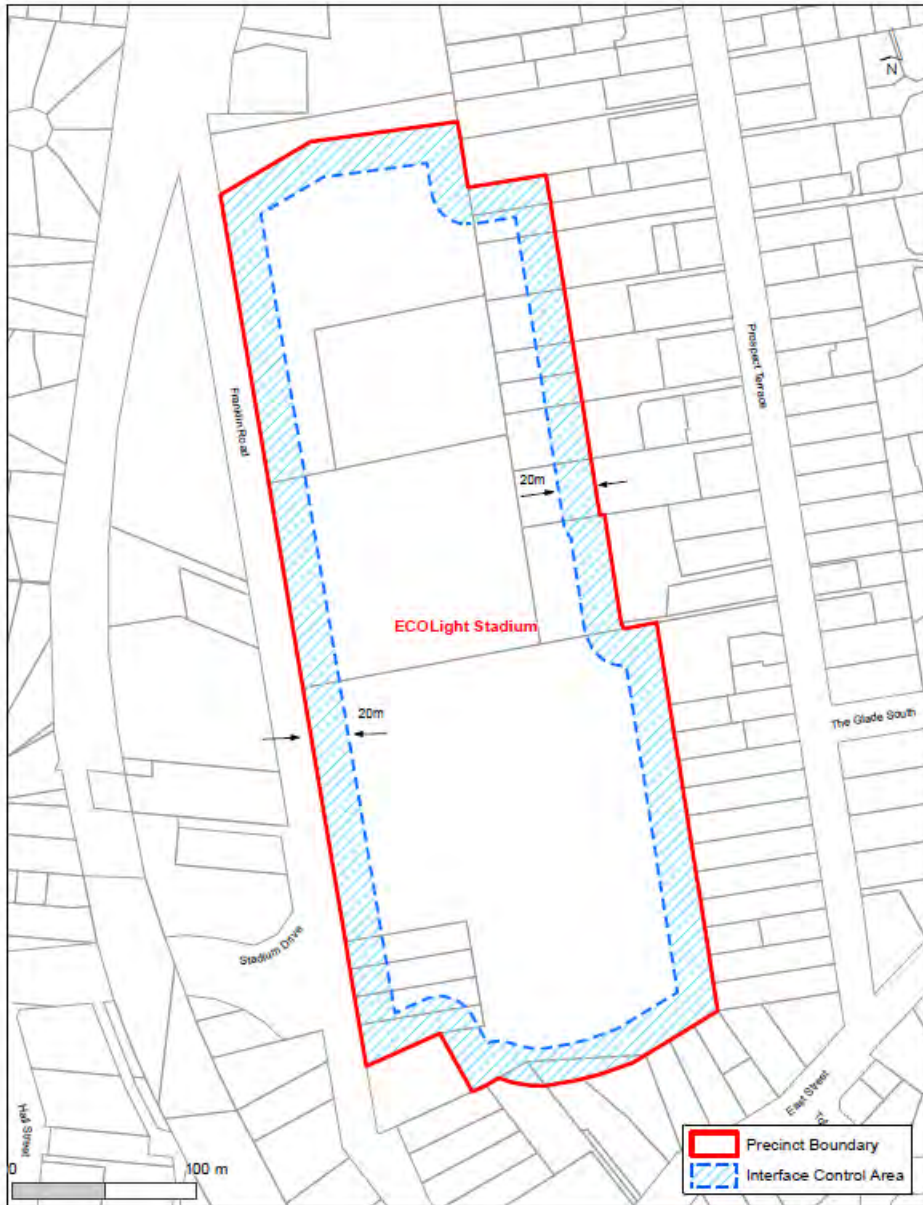 N
Prospect Terrace
Franklin Road
20m
ECOLight Stadium
20m
The Glade South
Stadium Drive
East Street
Hall Street
0
100 m
Precinct Boundary
Interface Control Area